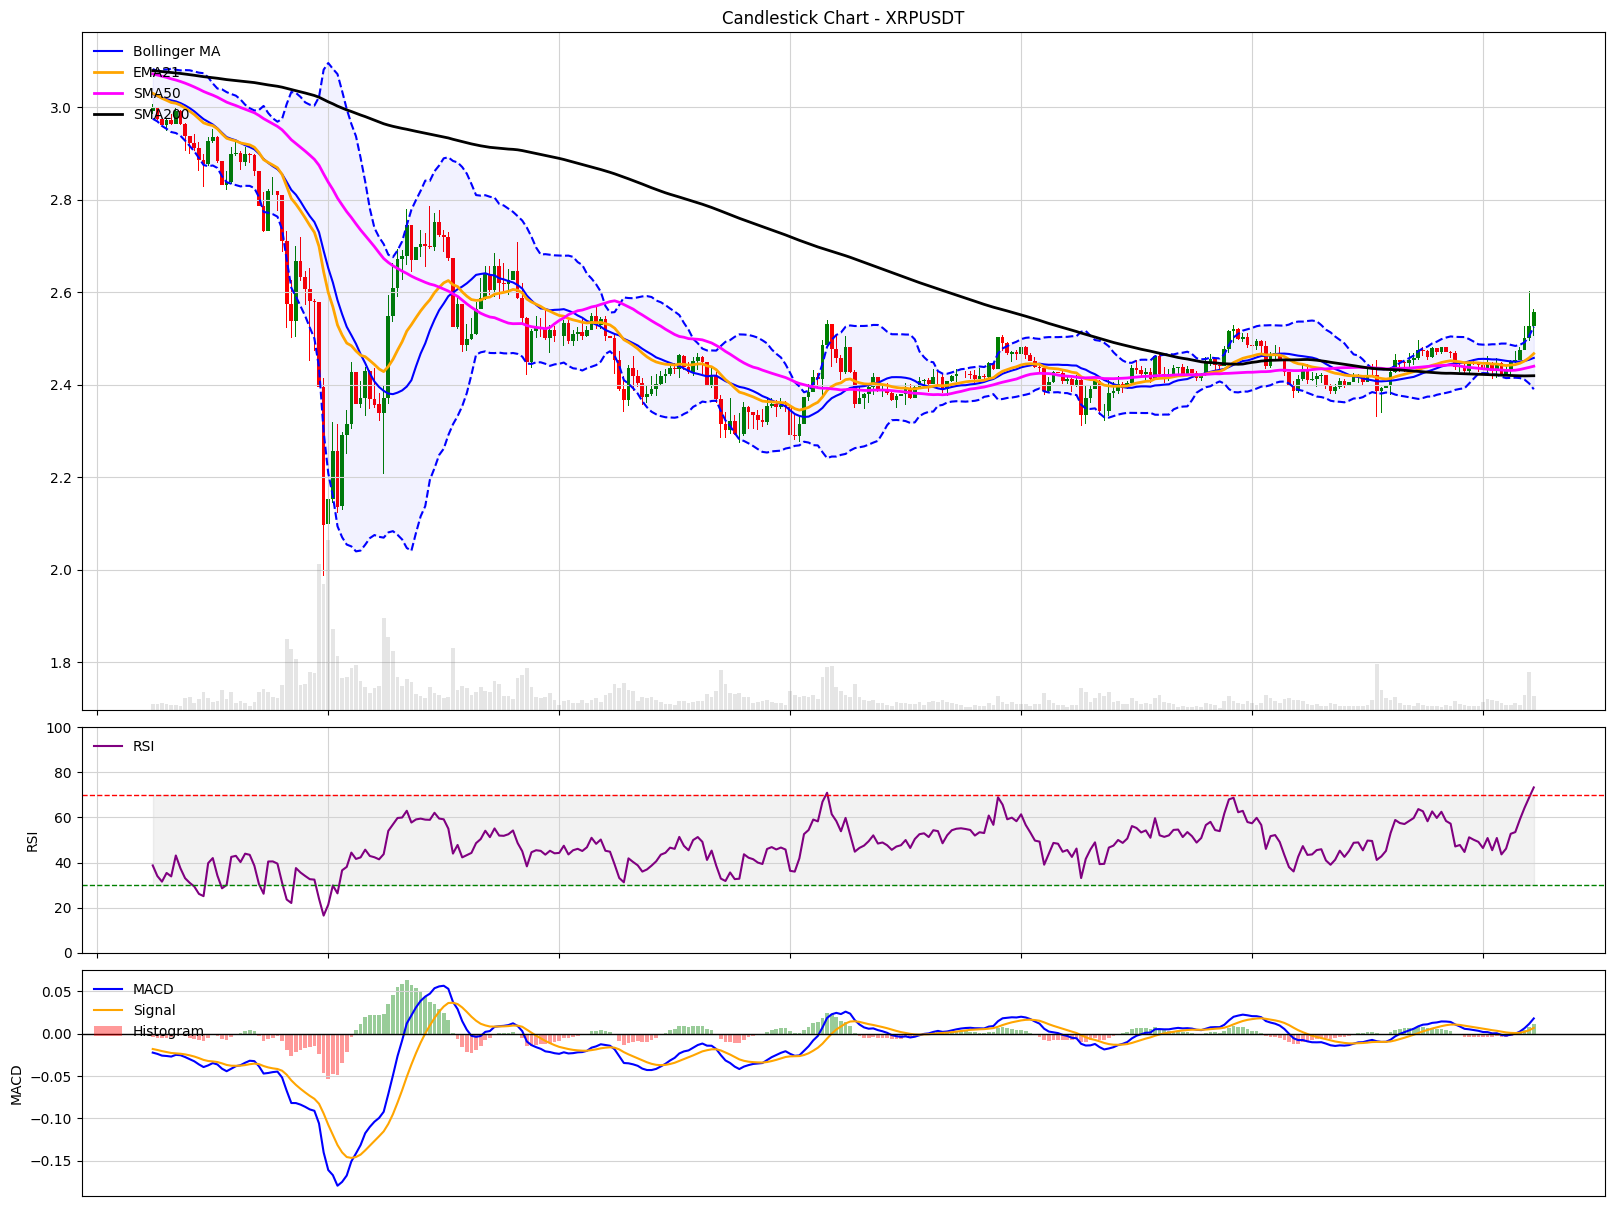 Candlestick Chart - XRPUSDT
Bollinger MA
EMA21
SMA50
SMA200
3.0
2.8
2.6
2.4
2.2
2.0
1.8
RSI
100
80
60
40
20
0
RSI
MACD
Signal
Histogram
0.05
0.00
−0.05
−0.10
−0.15
MACD